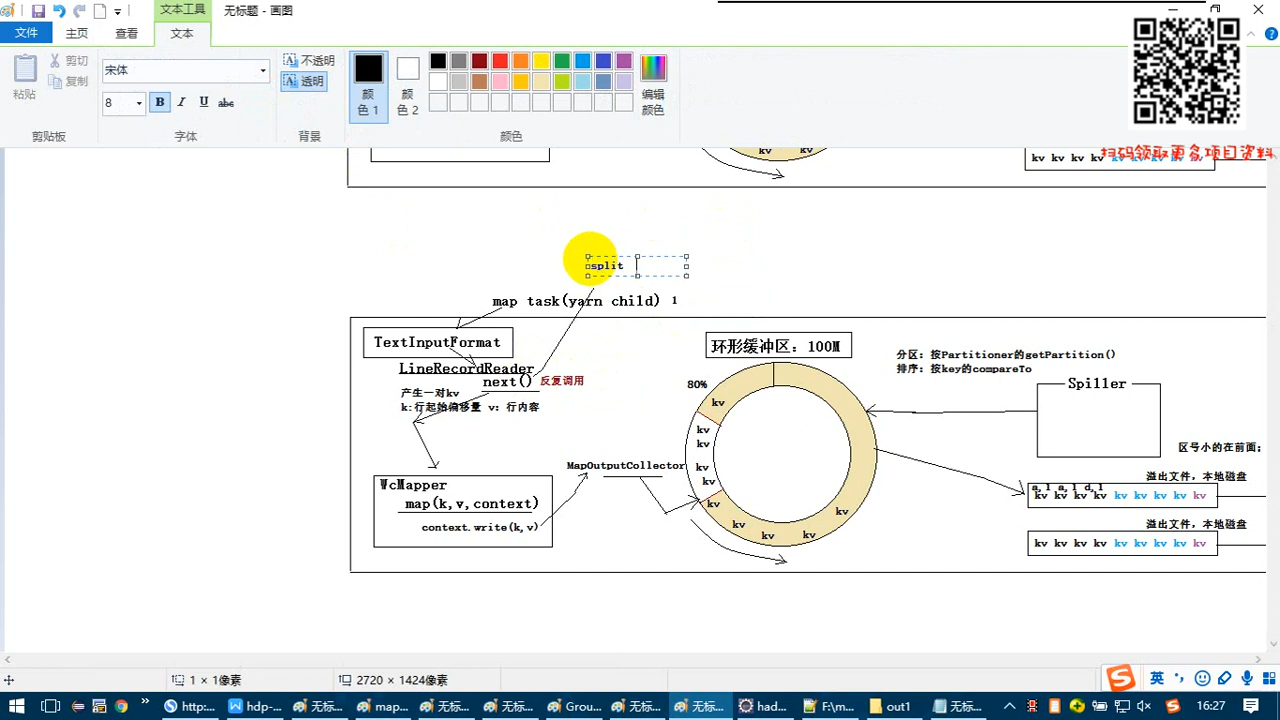 文本工具
无标题 - 画图
文件
主页
查看
文本
粘贴
剪切
复制
剪贴板
宋体
8
B I U abc
字体
不透明
透明
背景
颜色 1
颜色 2
编辑颜色
颜色
扫码领取更多项目资料
kv kv
kv kv kv kv kv kv kv kv kv
split
map task(yarn child) 1
TextInputFormat
LineRecordReader
next() 反复调用
产生一对kv
k:行起始偏移量 v: 行内容
WcMapper
map(k,v,context)
context.write(k,v)
MapOutputCollector
环形缓冲区: 100M
80%
kv
kv
kv
kv
kv
kv
kv
kv
kv
kv
分区: 按Partitioner的getPartition()
排序: 按key的compareTo
Spiller
区号小的在前面;
溢出文件,本地磁盘
a,1 a,1 d,1
kv kv kv kv kv kv kv kv kv
溢出文件,本地磁盘
kv kv kv kv kv kv kv kv kv
1 × 1像素
2720 × 1424像素
英
http:...
hdp-...
无标...
map...
无标...
无标...
Grou...
无标...
无标...
had...
F:\m...
out1
无标...
英
16:27